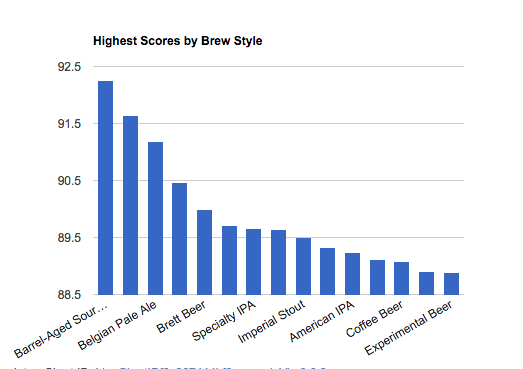 Highest Scores by Brew Style
92.5
91.5
90.5
89.5
88.5
Barrel-Aged Sour…
Belgian Pale Ale
Brett Beer
Specialty IPA
Imperial Stout
American IPA
Coffee Beer
Experimental Beer